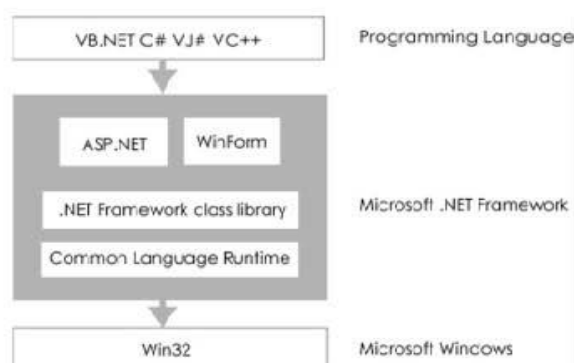 VB.NET C# VJ# VC++ Programming Language
ASP.NET WinForm
.NET Framework class library Microsoft .NET Framework
Common Language Runtime
Win32 Microsoft Windows